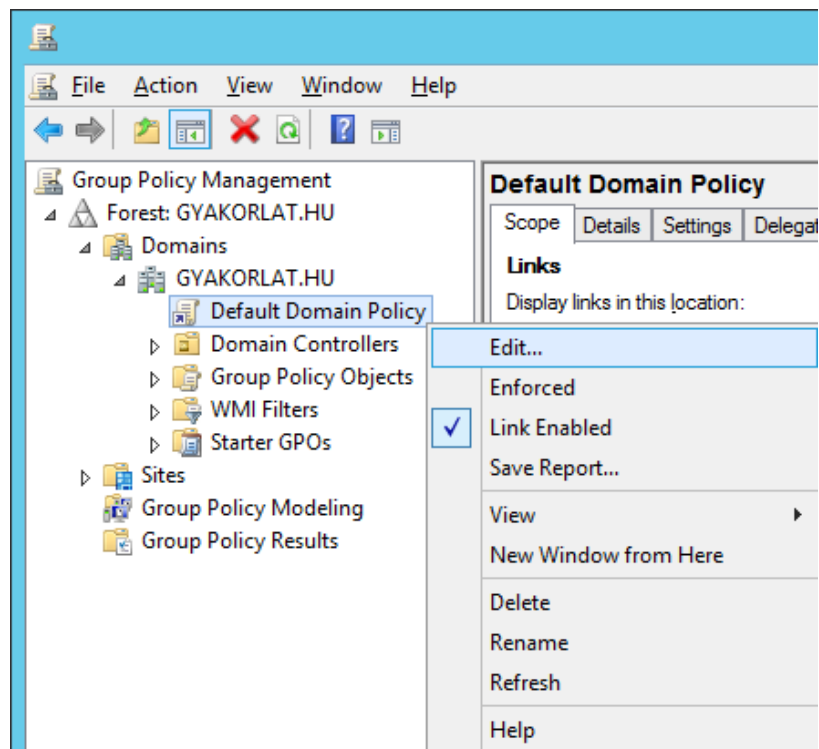 File Action View Window Help
Group Policy Management
Forest: GYAKORLAT.HU
Domains
GYAKORLAT.HU
Default Domain Policy
Domain Controllers
Group Policy Objects
WMI Filters
Starter GPOs
Sites
Group Policy Modeling
Group Policy Results
Default Domain Policy
Scope Details Settings Delegat
Links
Display links in this location:
Edit...
Enforced
Link Enabled
Save Report...
View
New Window from Here
Delete
Rename
Refresh
Help